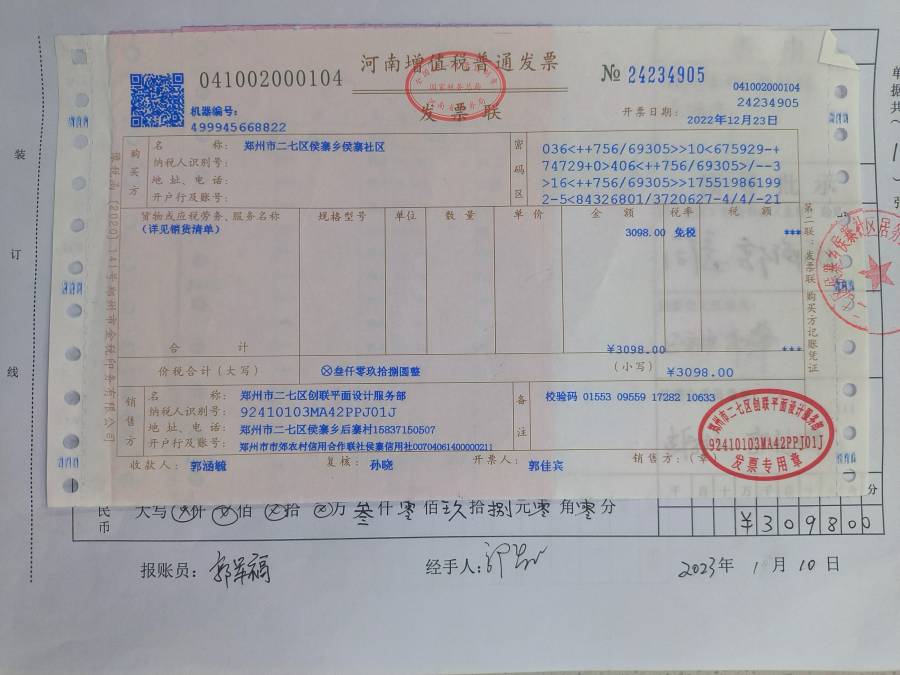 河南增值税普通发票
041002000104
№ 24234905
041002000104
24234905
机器编号:
499945668822
发票联
开票日期: 2022年12月23日
购买方
名称: 郑州市二七区侯寨乡侯寨社区
纳税人识别号:
地址、电话:
开户行及账号:
密码区
036<++756/69305>>10<675929-+
74729+0>406<++756/69305>/--3
>16<++756/69305>>17551986199
2-5<84326801/3720627-4/4/-21
货物或应税劳务、服务名称 规格型号 单位 数量 单价 金额 税率 税额
(详见销货清单) 3098.00 免税 ***
合计 ¥3098.00 ***
价税合计(大写) ⊗叁仟零玖拾捌圆整 (小写) ¥3098.00
销售方
名称: 郑州市二七区创联平面设计服务部
纳税人识别号: 92410103MA42PPJ01J
地址、电话: 郑州市二七区侯寨乡后寨村15837150507
开户行及账号: 郑州市市郊农村信用合作联社侯寨信用社00704061400000211
备注
校验码 01553 09559 17282 10633
收款人: 郭涵毓 复核: 孙晓 开票人: 郭佳宾 销售方:(章)
郑州市二七区创联平面设计服务部
92410103MA42PPJ01J
发票专用章
第二联:发票联 购买方记账凭证
装
订
线
民币 大写 仟 佰 拾 万 叁仟零佰玖拾捌元零角零分
¥309800
报账员: 经手人:
2023年1月10日